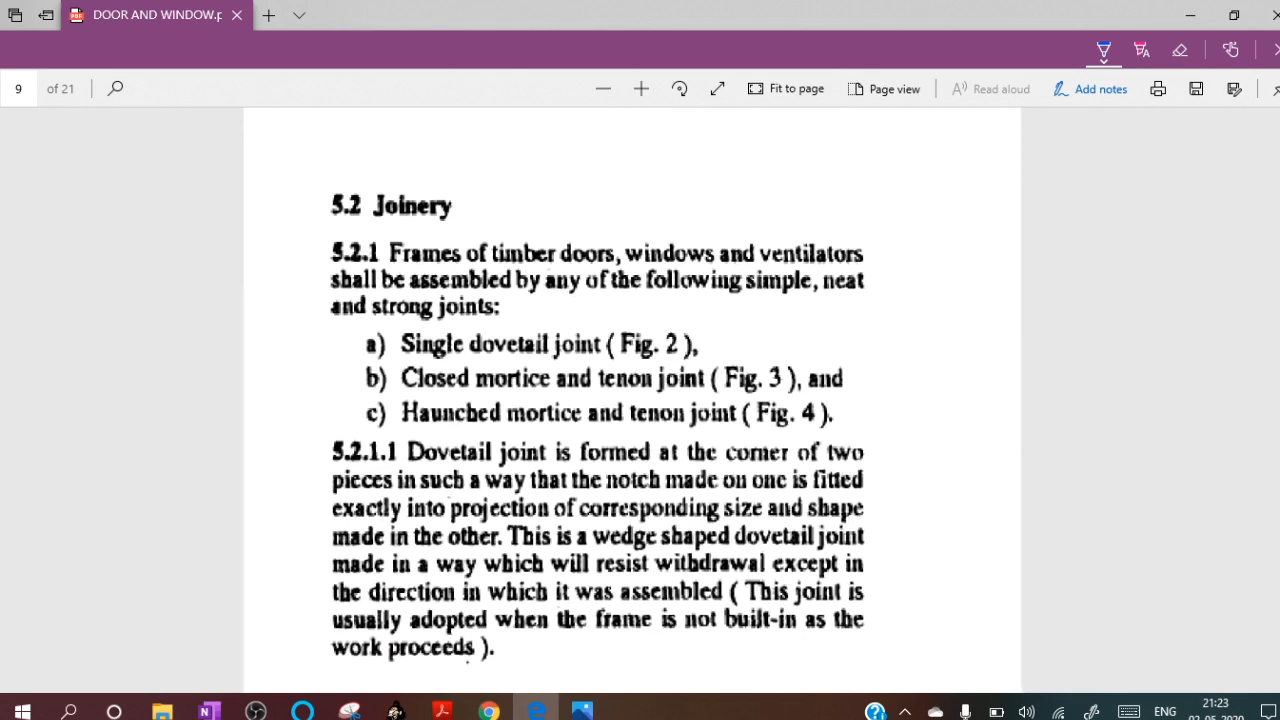 DOOR AND WINDOW.p
9 of 21
Fit to page
Page view
Read aloud
Add notes
5.2 Joinery
5.2.1 Frames of timber doors, windows and ventilators
shall be assembled by any of the following simple, neat
and strong joints:
a) Single dovetail joint ( Fig. 2 ),
b) Closed mortice and tenon joint ( Fig. 3 ), and
c) Haunched mortice and tenon joint ( Fig. 4 ).
5.2.1.1 Dovetail joint is formed at the corner of two
pieces in such a way that the notch made on one is fitted
exactly into projection of corresponding size and shape
made in the other. This is a wedge shaped dovetail joint
made in a way which will resist withdrawal except in
the direction in which it was assembled ( This joint is
usually adopted when the frame is not built-in as the
work proceeds ).
ENG
21:23